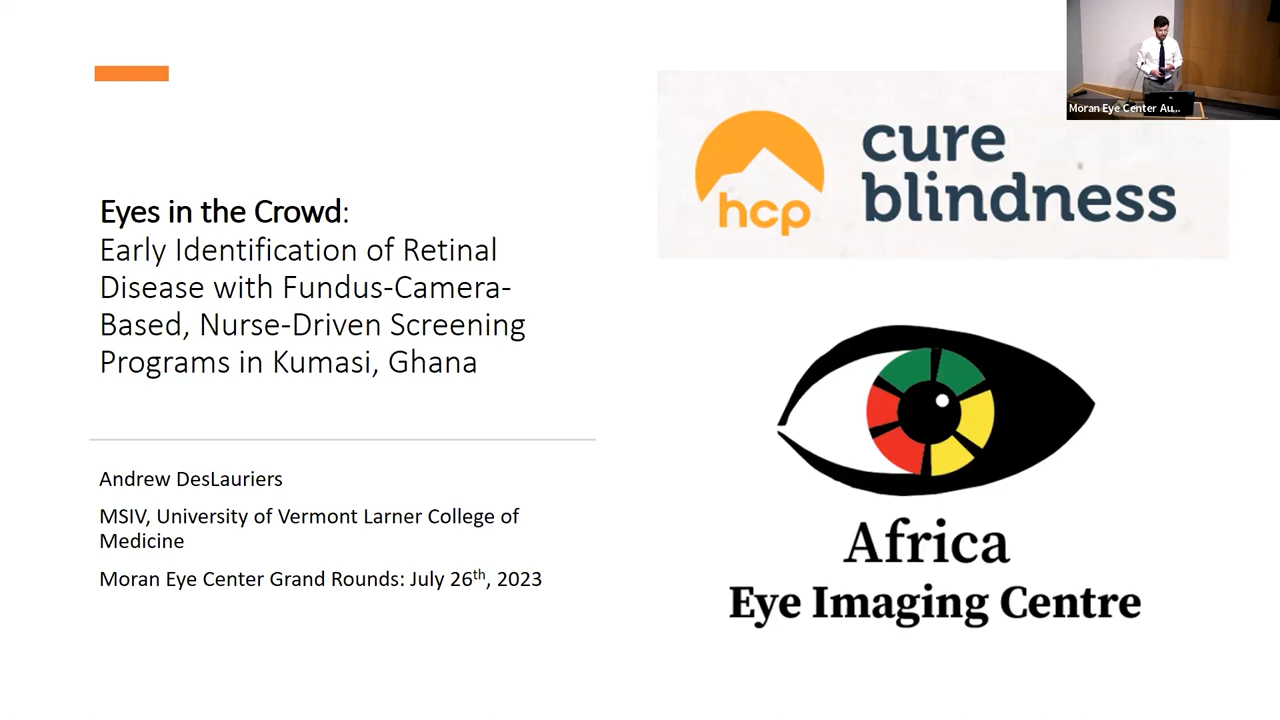 Eyes in the Crowd:
Early Identification of Retinal
Disease with Fundus-Camera-
Based, Nurse-Driven Screening
Programs in Kumasi, Ghana
Andrew DesLauriers
MSIV, University of Vermont Larner College of
Medicine
Moran Eye Center Grand Rounds: July 26th, 2023
hcp
cure
blindness
Moran Eye Center Au...
Africa
Eye Imaging Centre